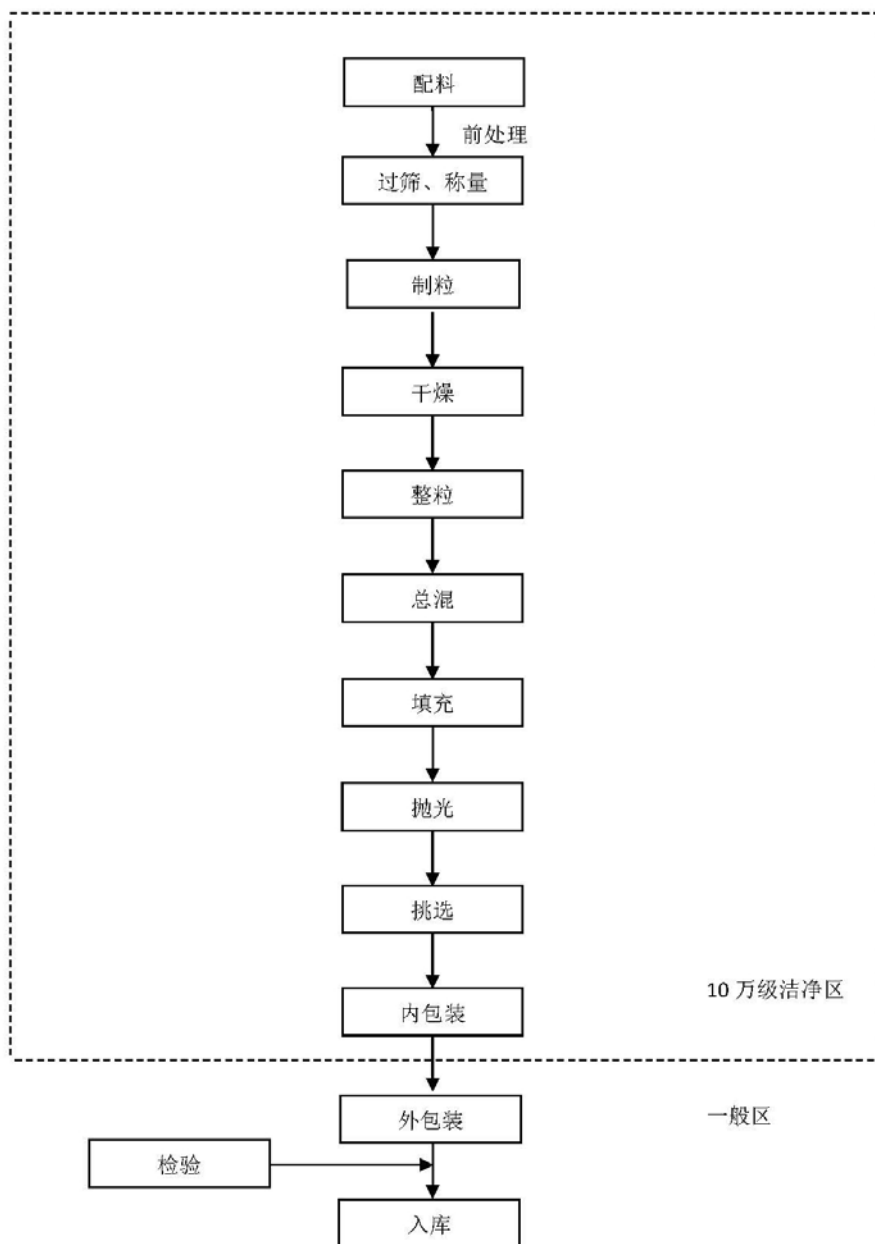 配料
前处理
过筛、称量
制粒
干燥
整粒
总混
填充
抛光
挑选
内包装
10 万级洁净区
外包装
一般区
检验
入库